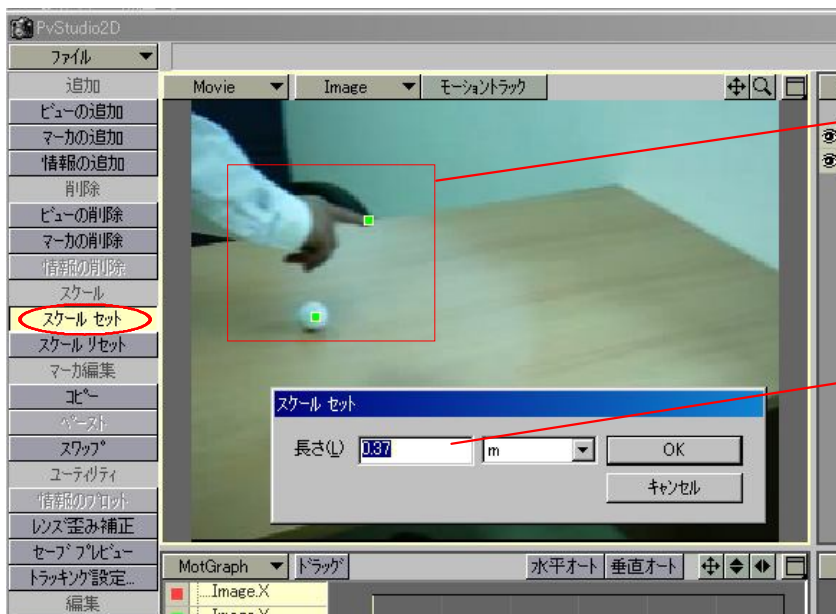 PvStudio2D
ファイル
追加
ビューの追加
マーカの追加
情報の追加
削除
ビューの削除
マーカの削除
情報の削除
スケール
スケール セット
スケール リセット
マーカ編集
コピー
ペースト
スワップ
ユーティリティ
情報のプロット
レンズ歪み補正
セーブ プレビュー
トラッキング設定...
編集
Movie
Image
モーショントラック
スケール セット
長さ(L)
0.37
m
OK
キャンセル
MotGraph
ドラッグ
水平オート
垂直オート
...Image.X